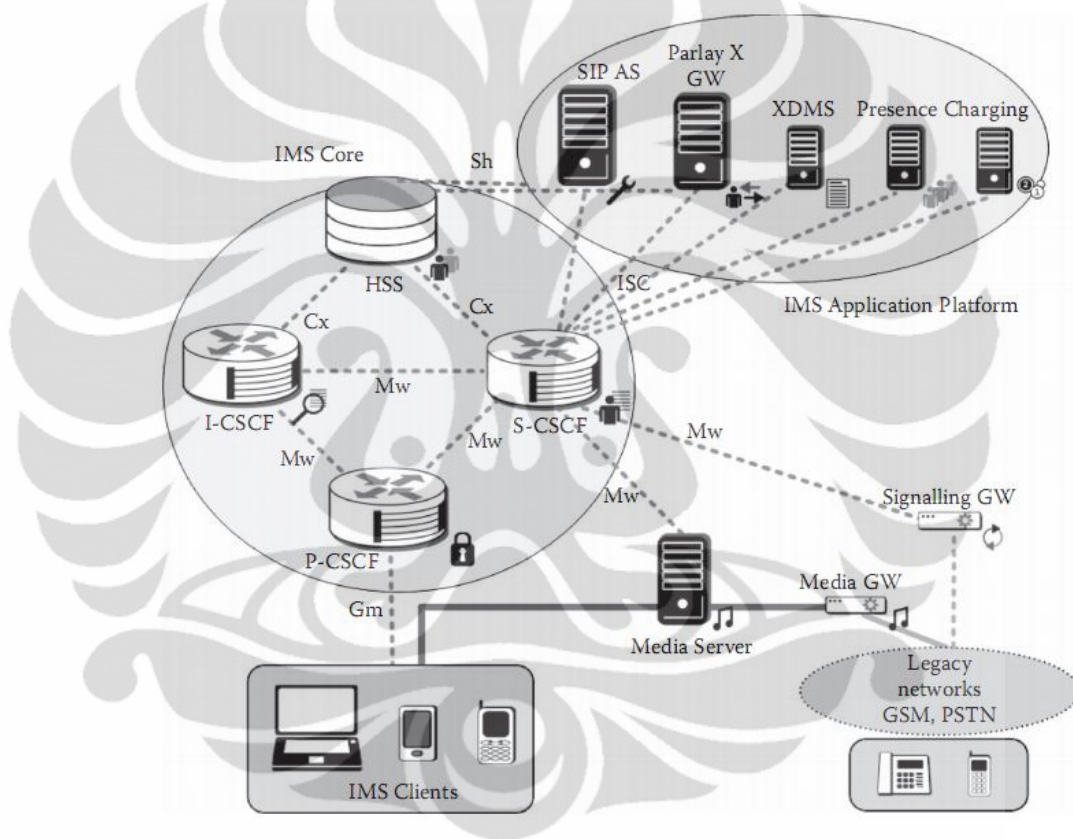 SIP AS
Parlay X
GW
XDMS
Presence
Charging
IMS Core
Sh
HSS
ISC
IMS Application Platform
Cx
Cx
Mw
I-CSCF
S-CSCF
Mw
Mw
Mw
Mw
Signalling GW
P-CSCF
Gm
Media GW
Media Server
Legacy
networks
GSM, PSTN
IMS Clients